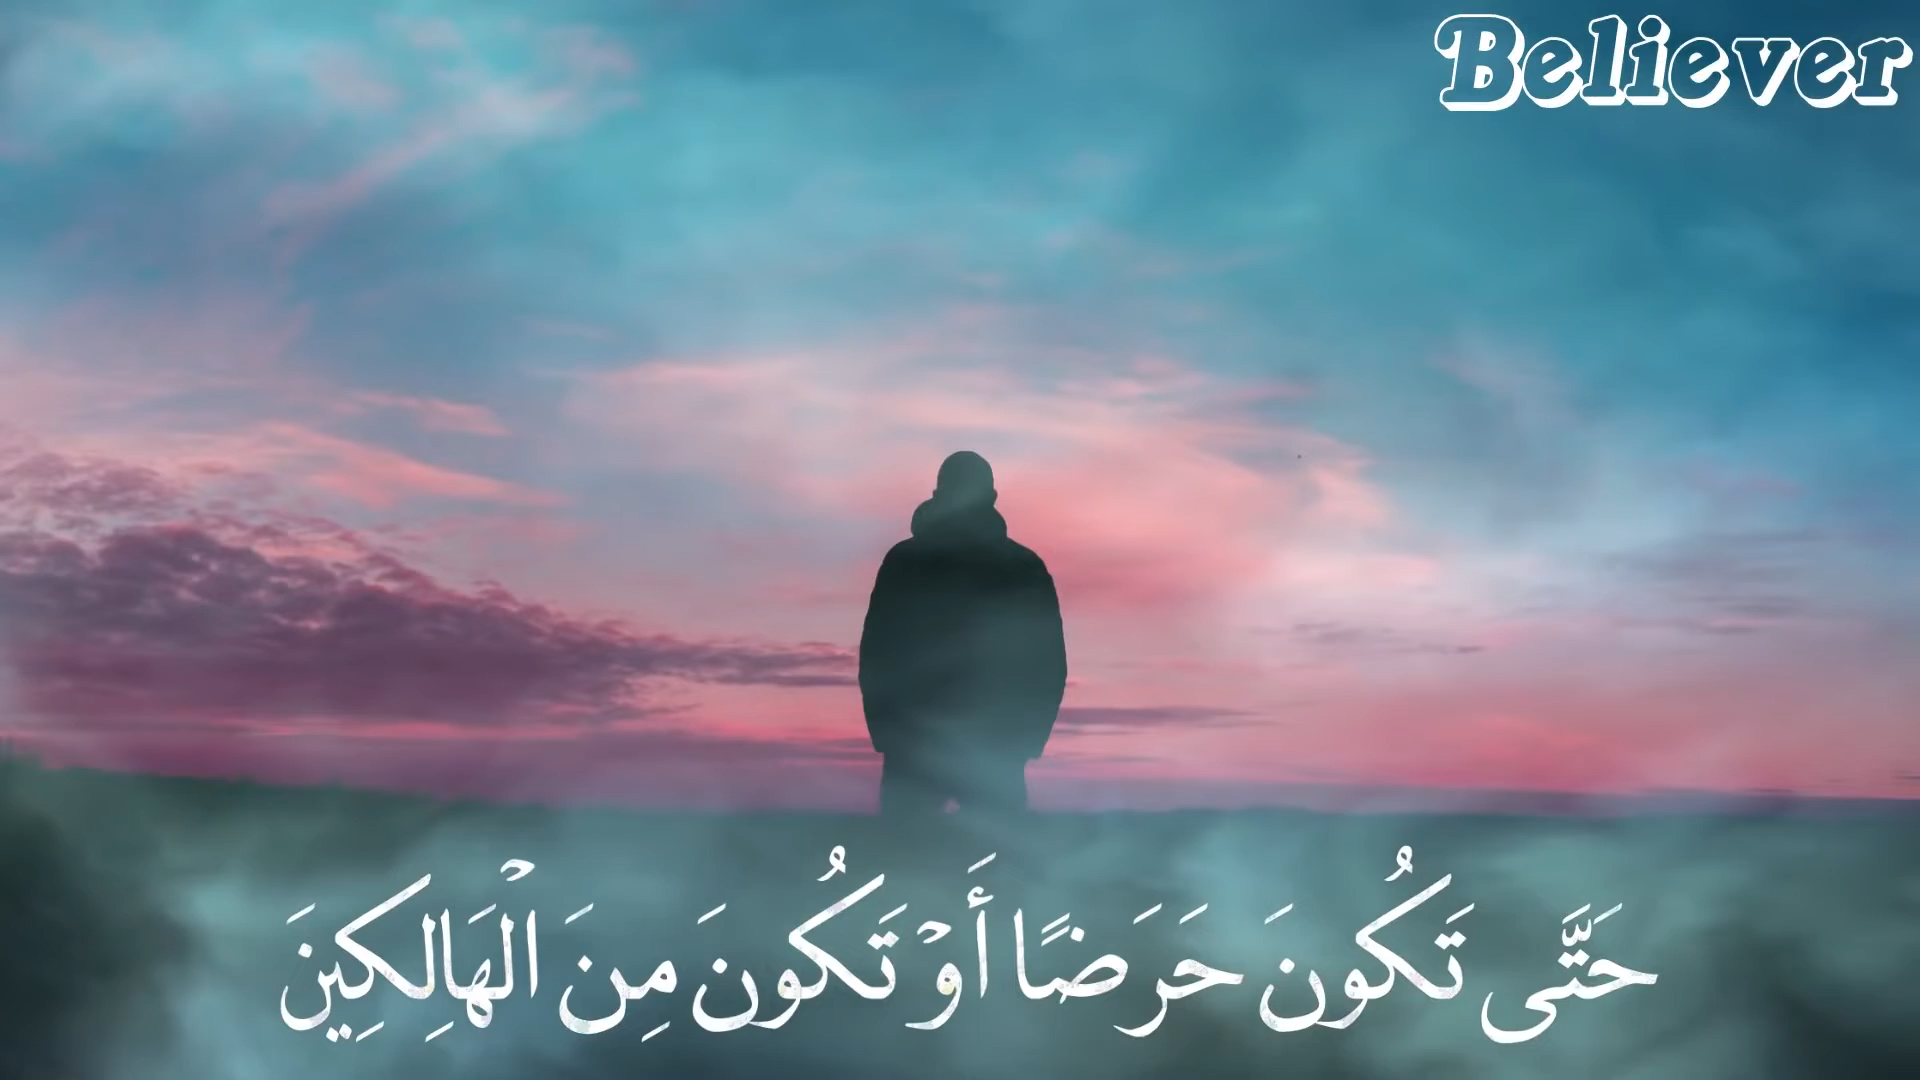 Believer
حَتَّى تَكُونَ حَرَضًا أَوْ تَكُونَ مِنَ الْهَالِكِينَ